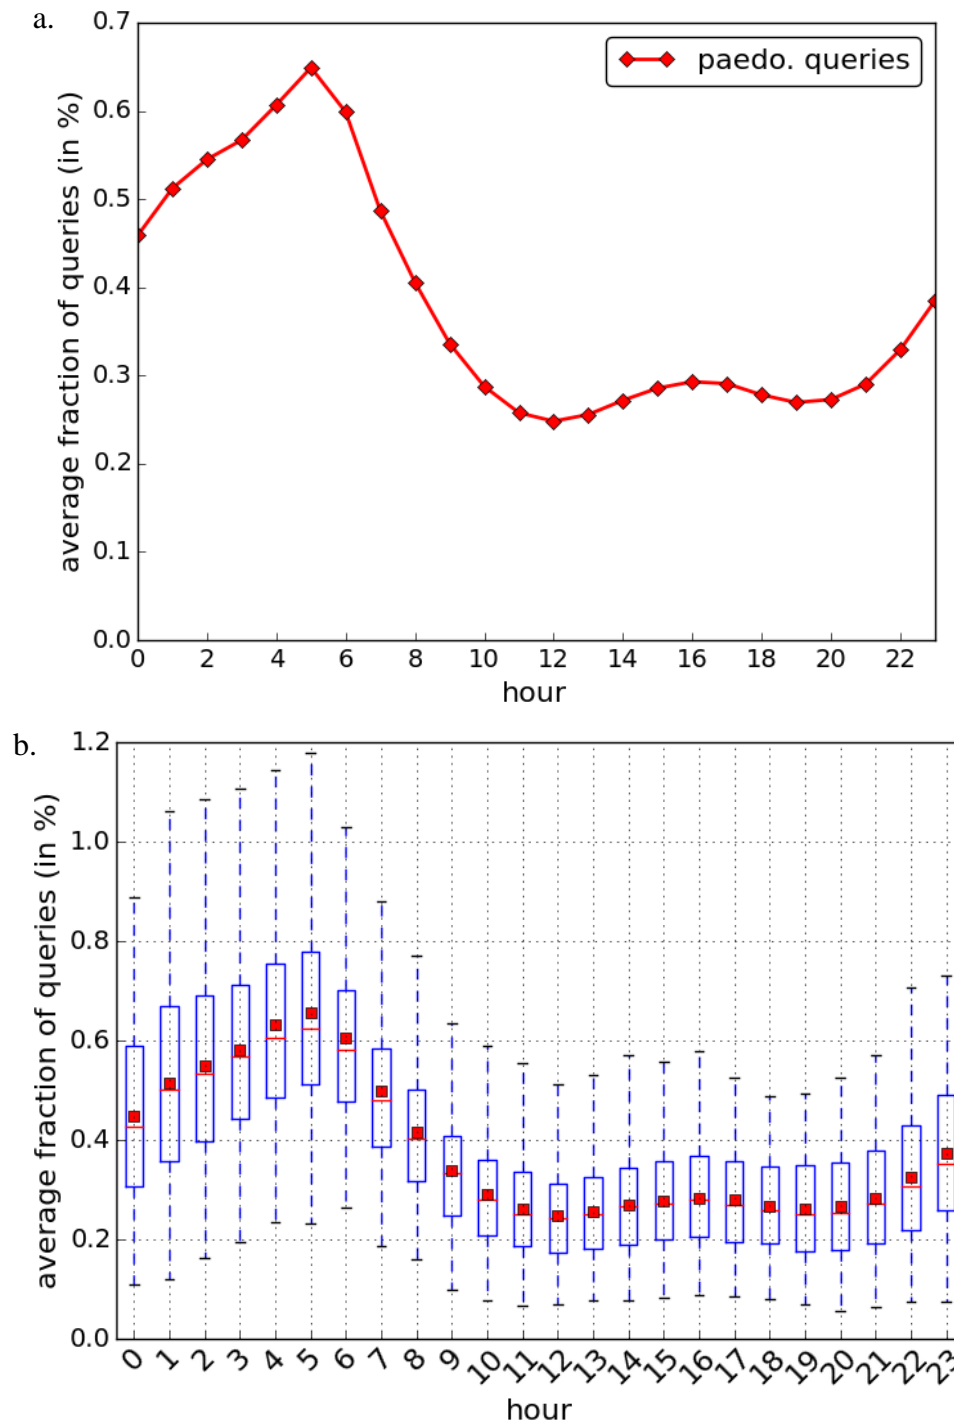 a.
0.7
0.6
0.5
0.4
0.3
0.2
0.1
0.0
average fraction of queries (in %)
paedo. queries
0 2 4 6 8 10 12 14 16 18 20 22
hour
b.
1.2
1.0
0.8
0.6
0.4
0.2
0.0
average fraction of queries (in %)
0 1 2 3 4 5 6 7 8 9 10 11 12 13 14 15 16 17 18 19 20 21 22 23
hour